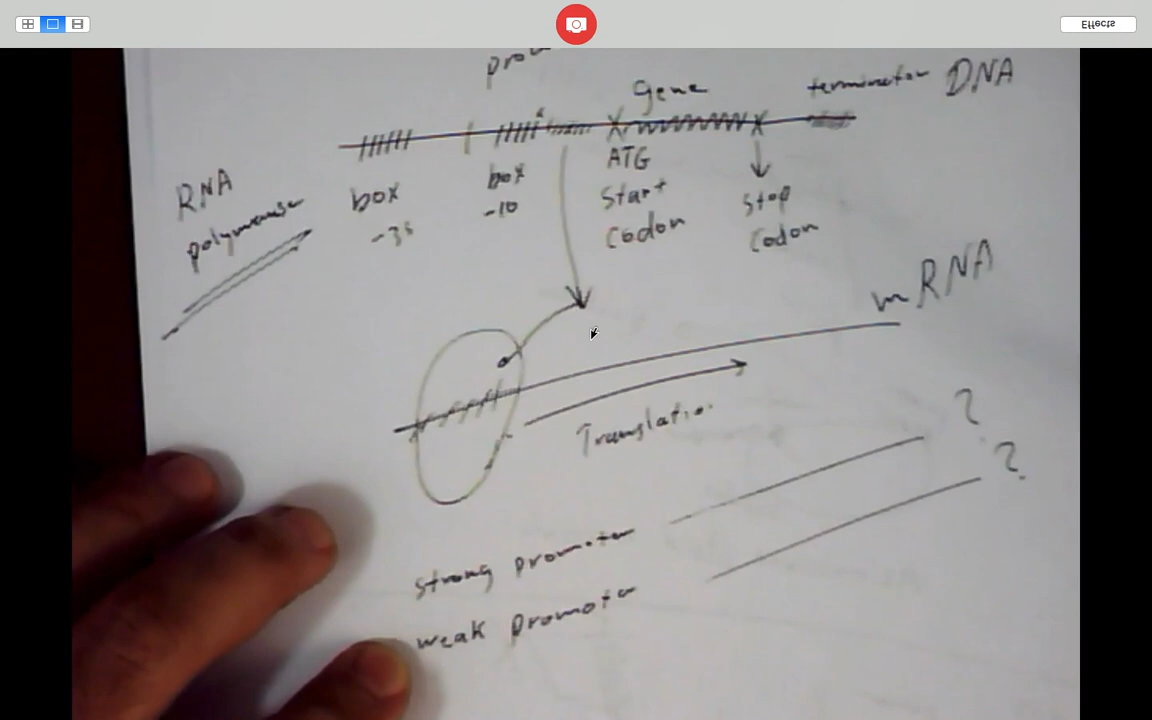 Effects
gene
terminator DNA
ATG
start
codon
stop
codon
box
-35
box
-10
RNA
polymerase
mRNA
Translation
?
?
strong promoter
weak promoter